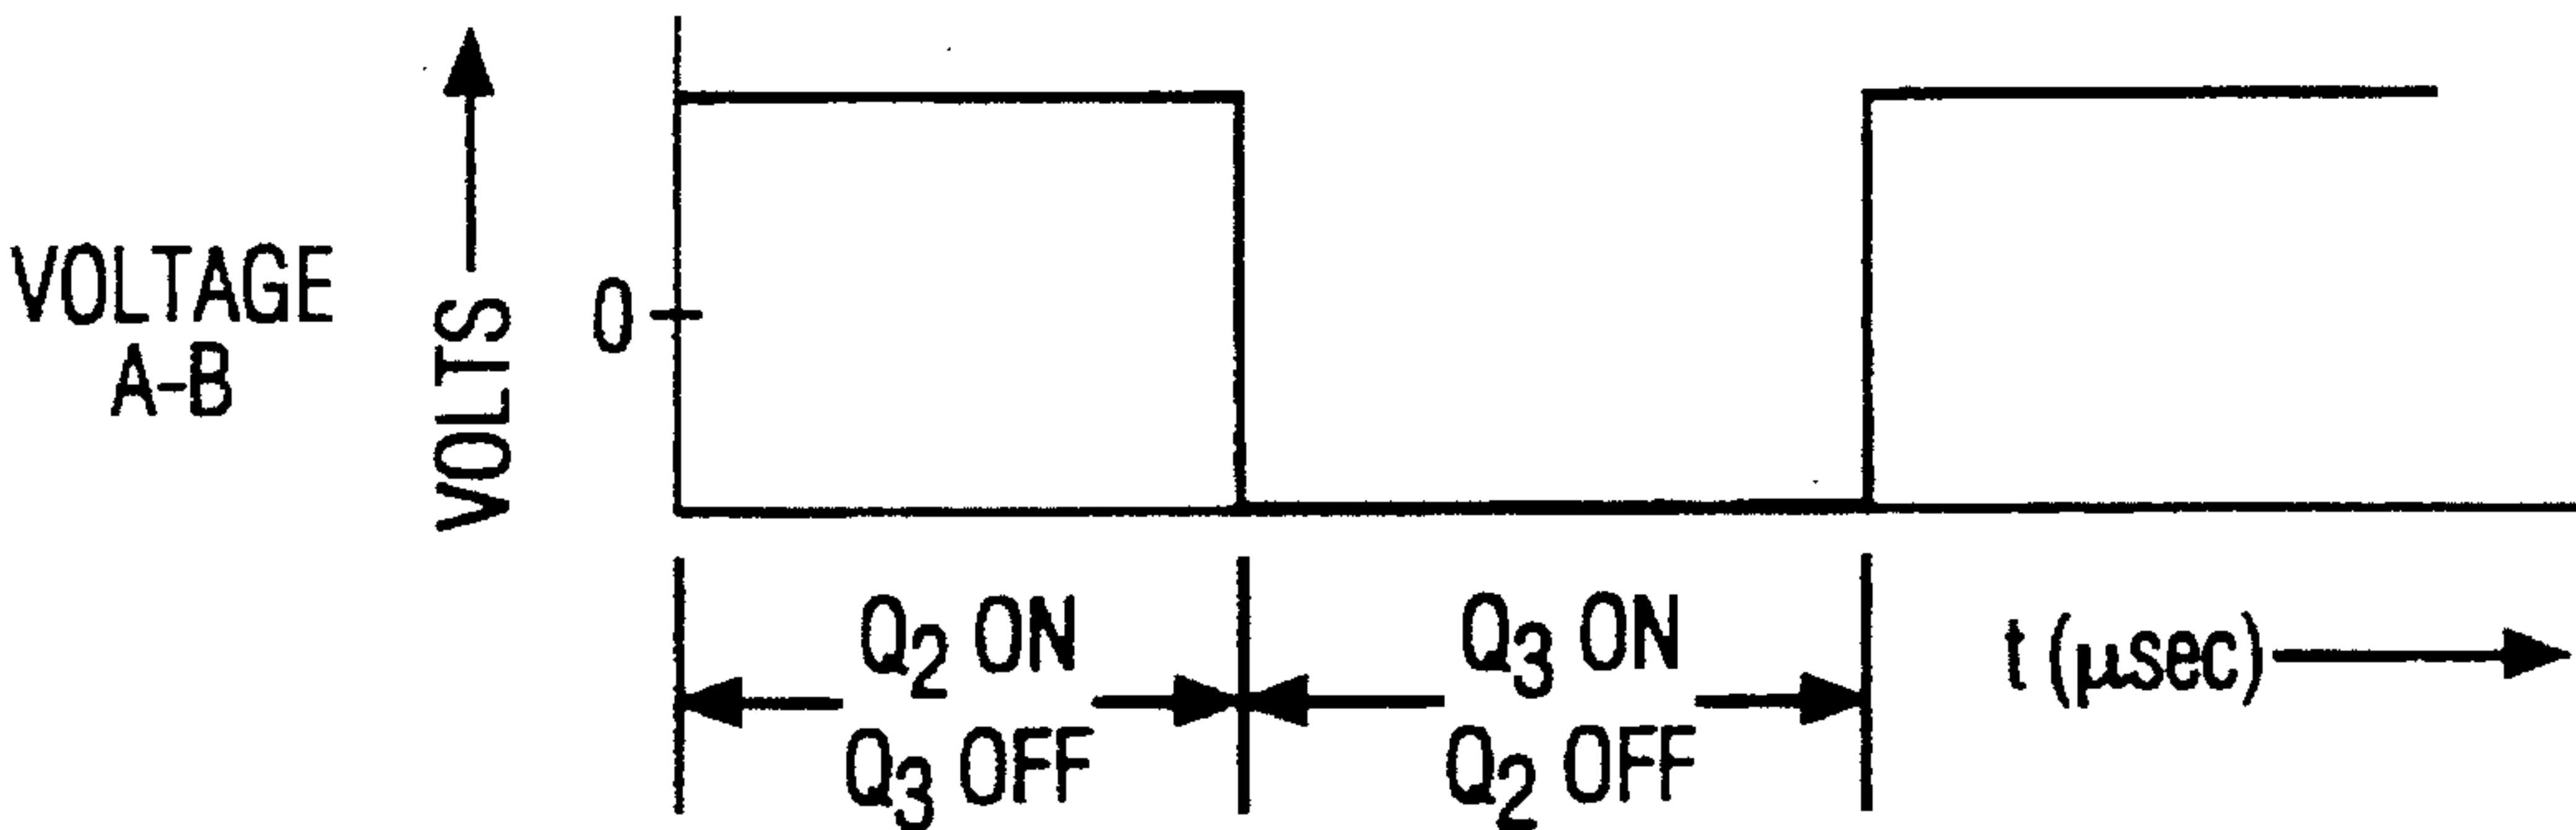 VOLTAGE
A-B
VOLTS
0
Q2 ON
Q3 OFF
Q3 ON
Q2 OFF
t (μsec)